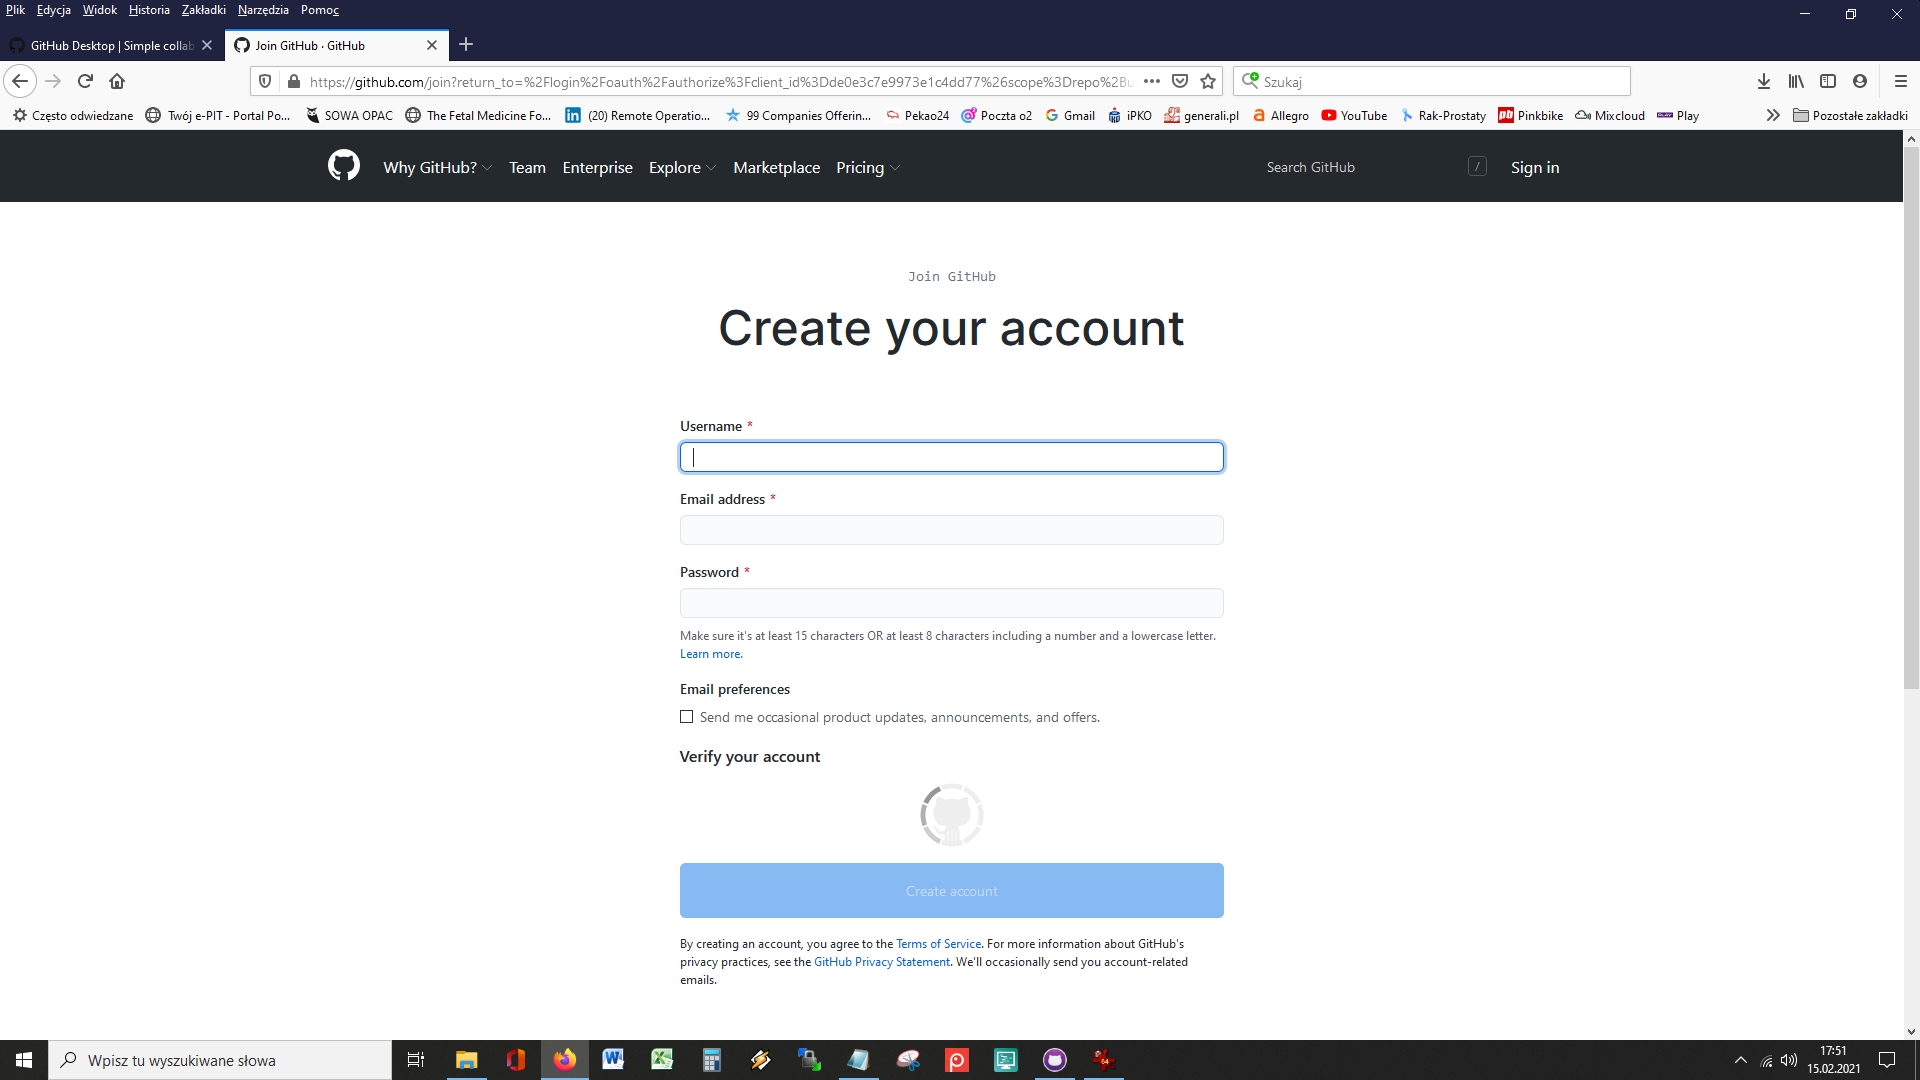 Plik Edycja Widok Historia Zakładki Narzędzia Pomoc
GitHub Desktop | Simple collab
Join GitHub · GitHub
https://github.com/join?return_to=%2Flogin%2Foauth%2Fauthorize%3Fclient_id%3Dde0e3c7e9973e1c4dd77%26scope%3Drepo%2Bu
Szukaj
Często odwiedzane Twój e-PIT - Portal Po... SOWA OPAC The Fetal Medicine Fo... (20) Remote Operatio... 99 Companies Offerin... Pekao24 Poczta o2 Gmail iPKO generali.pl Allegro YouTube Rak-Prostaty Pinkbike Mixcloud Play Pozostałe zakładki
Why GitHub? Team Enterprise Explore Marketplace Pricing Search GitHub / Sign in
Join GitHub
Create your account
Username *
Email address *
Password *
Make sure it's at least 15 characters OR at least 8 characters including a number and a lowercase letter.
Learn more.
Email preferences
Send me occasional product updates, announcements, and offers.
Verify your account
Create account
By creating an account, you agree to the Terms of Service. For more information about GitHub's
privacy practices, see the GitHub Privacy Statement. We'll occasionally send you account-related
emails.
Wpisz tu wyszukiwane słowa
17:51
15.02.2021